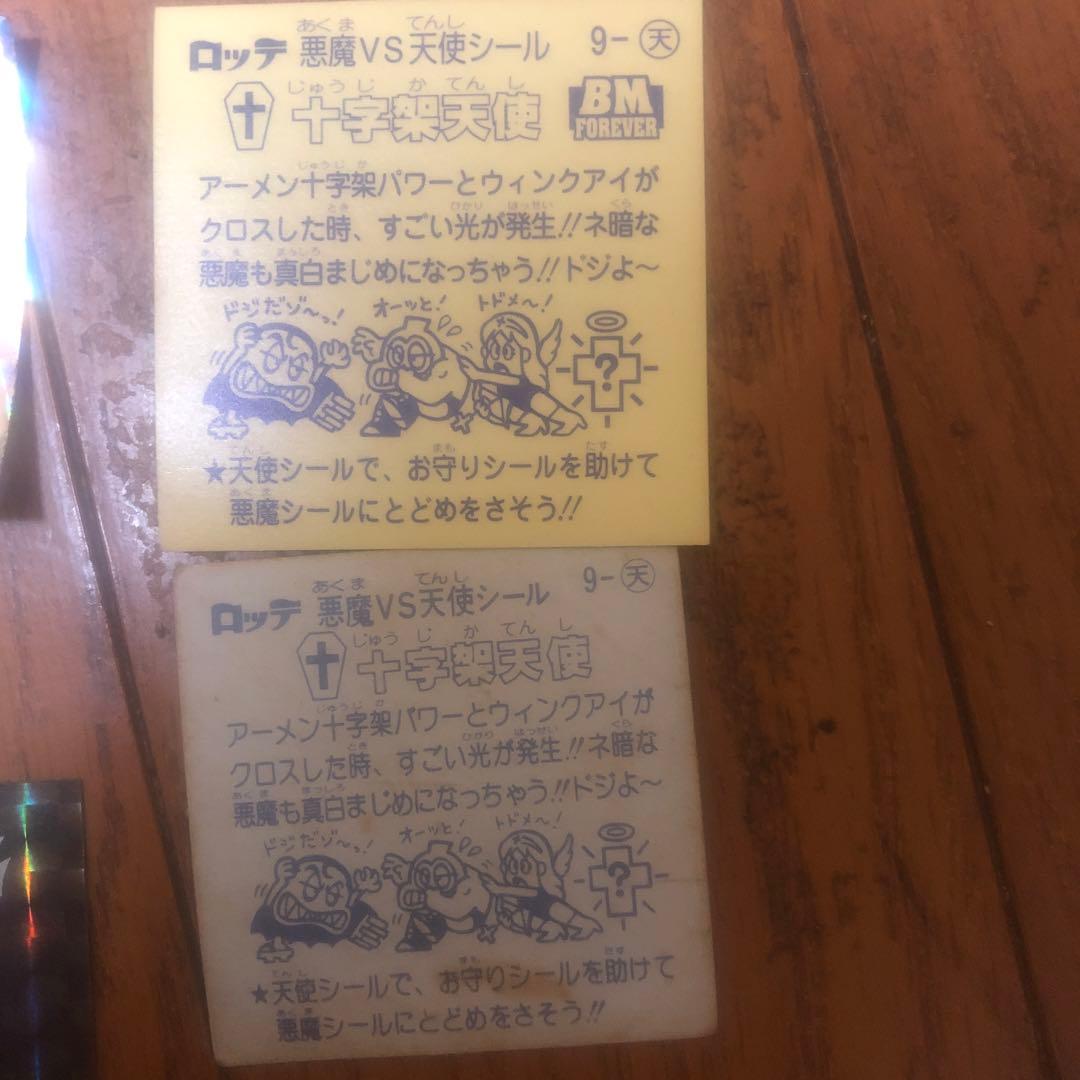 ロッテ 悪魔VS天使シール 9-天
あくま てんし
十字架天使 BM FOREVER
じゅうじかてんし
アーメン十字架パワーとウィンクアイが
じゅうじか
クロスした時、すごい光が発生!!ネ暗な
とき ひかり はっせい くら
悪魔も真白まじめになっちゃう!!ドジよ〜
あくま まっしろ
ドジだゾ〜っ! オーッと! トドメ〜!
?
★天使シールで、お守りシールを助けて
てんし まも たす
悪魔シールにとどめをさそう!!
あくま
ロッテ 悪魔VS天使シール 9-天
あくま てんし
十字架天使
じゅうじかてんし
アーメン十字架パワーとウィンクアイが
じゅうじか
クロスした時、すごい光が発生!!ネ暗な
とき ひかり はっせい くら
悪魔も真白まじめになっちゃう!!ドジよ〜
あくま まっしろ
ドジだゾ〜っ! オーッと! トドメ〜!
?
★天使シールで、お守りシールを助けて
てんし まも たす
悪魔シールにとどめをさそう!!
あくま